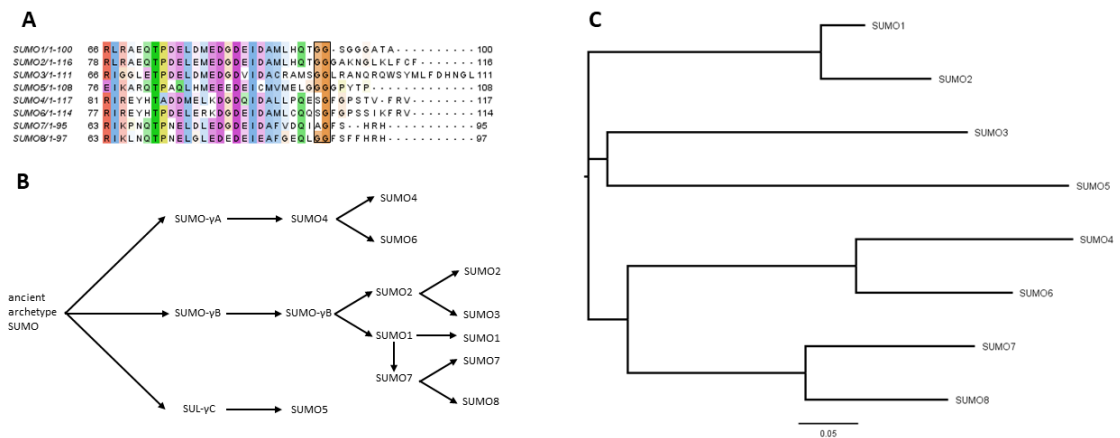 A
SUMO1/1-100 66 RLRAEQTPDELDMEDGDEIDAMLHQTGG-SGGGATA---------- 100
SUMO2/1-116 78 RLRAEQTPDELDMEDGDEIDAMLHQTGGGAKNGLKLFCF------- 116
SUMO3/1-111 66 RIGGLETPDELEMEDGDVIDACRAMSGGLRANQRQWSYMLFDHNGL 111
SUMO5/1-108 76 EIKARQTPAQLHMEEEDEICMVMELGGGGPYTP------------- 108
SUMO4/1-117 81 RIREYHTADDMELKDGDQIDALLPQESGFGPSTV-FRV-------- 117
SUMO6/1-114 77 RIREYHTPDELERKDGDEIDAMLCQQSGFGPSSIKFRV-------- 114
SUMO7/1-95 63 RIKPNQTPNELDLEDGDEIDVFVDQIAGFS--HRH----------- 95
SUMO8/1-97 63 RIKLNQTPNELGLEDEDEIEAFGEQLGGFSFFHRH----------- 97
B
ancient
archetype
SUMO
SUMO-γA
SUMO4
SUMO4
SUMO6
SUMO-γB
SUMO-γB
SUMO2
SUMO2
SUMO3
SUMO1
SUMO1
SUMO7
SUMO7
SUMO8
SUL-γC
SUMO5
C
SUMO1
SUMO2
SUMO3
SUMO5
SUMO4
SUMO6
SUMO7
SUMO8
0.05